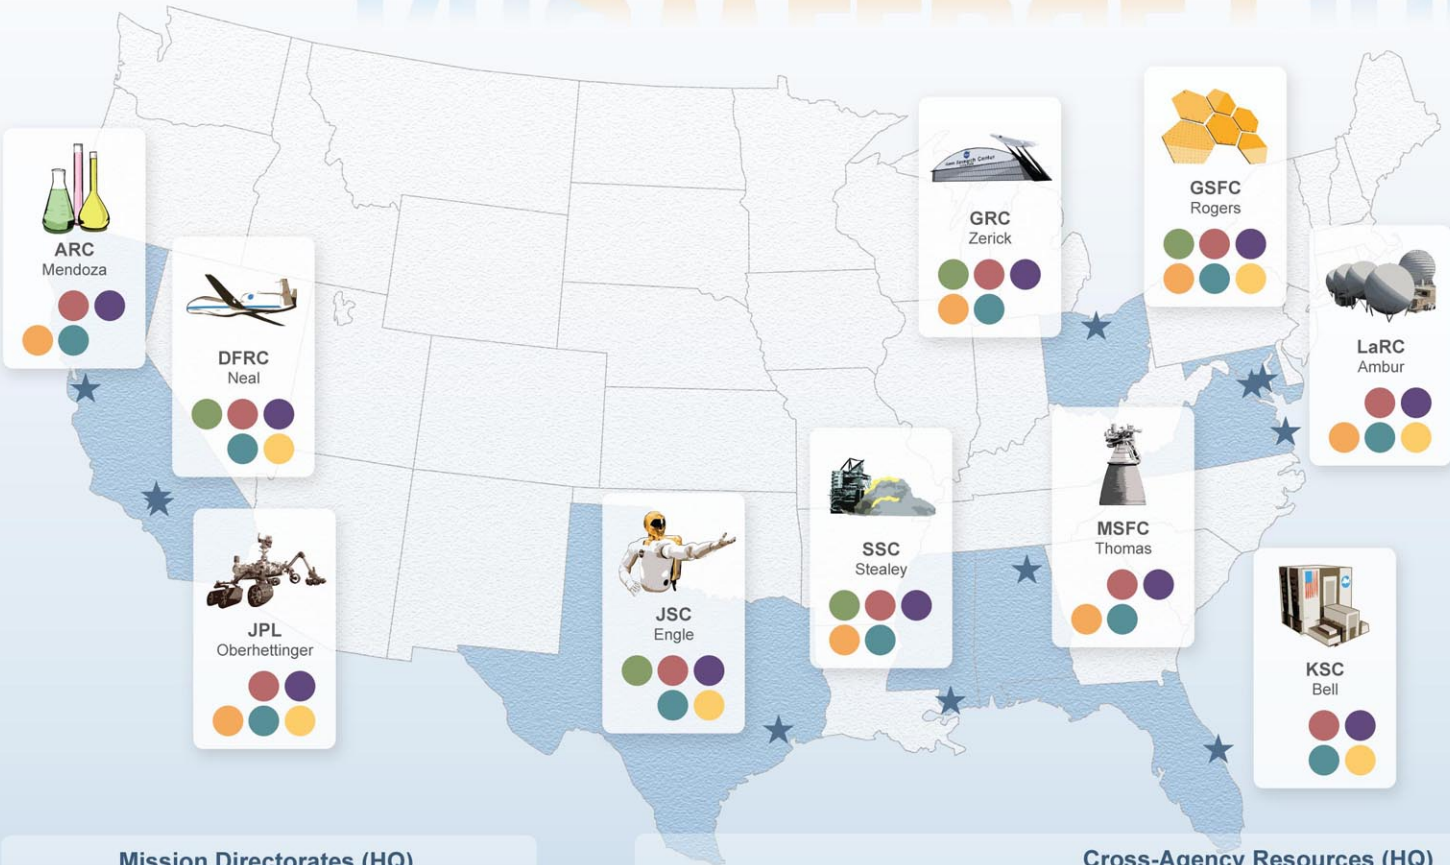 ARC
Mendoza
DFRC
Neal
JPL
Oberhettinger
JSC
Engle
SSC
Stealey
GRC
Zerick
GSFC
Rogers
LaRC
Ambur
MSFC
Thomas
KSC
Bell
Mission Directorates (HQ)
Cross-Agency Resources (HQ)